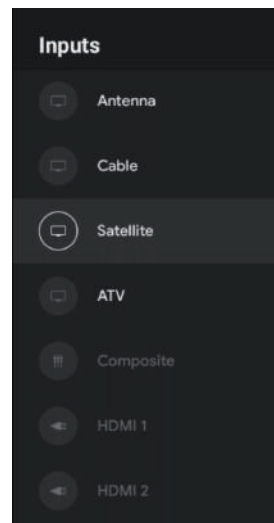 Inputs
Antenna
Cable
Satellite
ATV
Composite
HDMI 1
HDMI 2